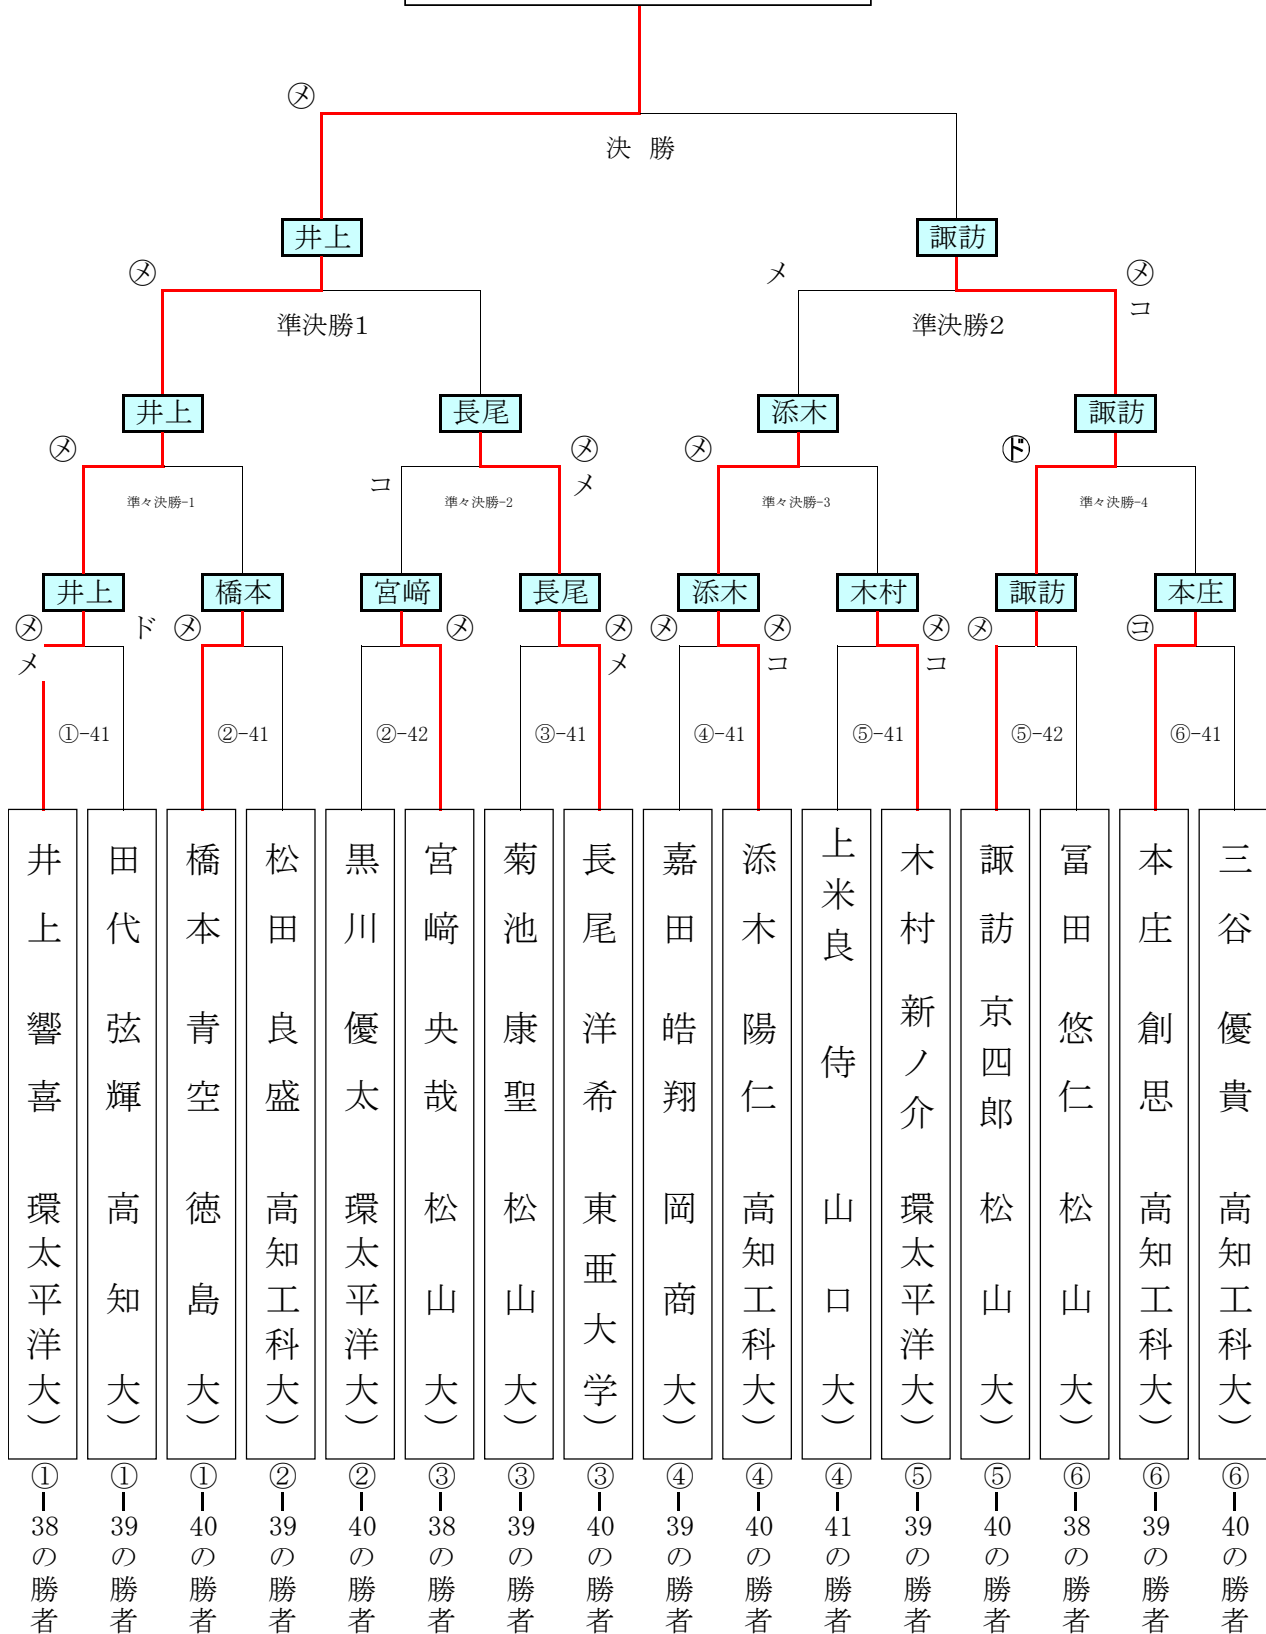 ㋱
決 勝
井上
諏訪
㋱
メ
㋱
コ
準決勝1
準決勝2
井上
長尾
添木
諏訪
㋱
コ
㋱
メ
㋱
㋣゙
準々決勝-1
準々決勝-2
準々決勝-3
準々決勝-4
井上
橋本
宮﨑
長尾
添木
木村
諏訪
本庄
㋱
メ
ド
㋱
㋱
㋱
メ
㋱
㋱
コ
㋱
コ
㋱
㋙
①-41
②-41
②-42
③-41
④-41
⑤-41
⑤-42
⑥-41
井上 響喜 環太平洋大)
田代 弦輝 高知大)
橋本 青空 徳島大)
松田 良盛 高知工科大)
黒川 優太 環太平洋大)
宮﨑 央哉 松山大)
菊池 康聖 松山大)
長尾 洋希 東亜大学)
嘉田 皓翔 岡商大)
添木 陽仁 高知工科大)
上米良 侍 山口大)
木村 新ノ介 環太平洋大)
諏訪 京四郎 松山大)
冨田 悠仁 松山大)
本庄 創思 高知工科大)
三谷 優貴 高知工科大)
①-38の勝者
①-39の勝者
①-40の勝者
②-39の勝者
②-40の勝者
③-38の勝者
③-39の勝者
③-40の勝者
④-39の勝者
④-40の勝者
④-41の勝者
⑤-39の勝者
⑤-40の勝者
⑥-38の勝者
⑥-39の勝者
⑥-40の勝者